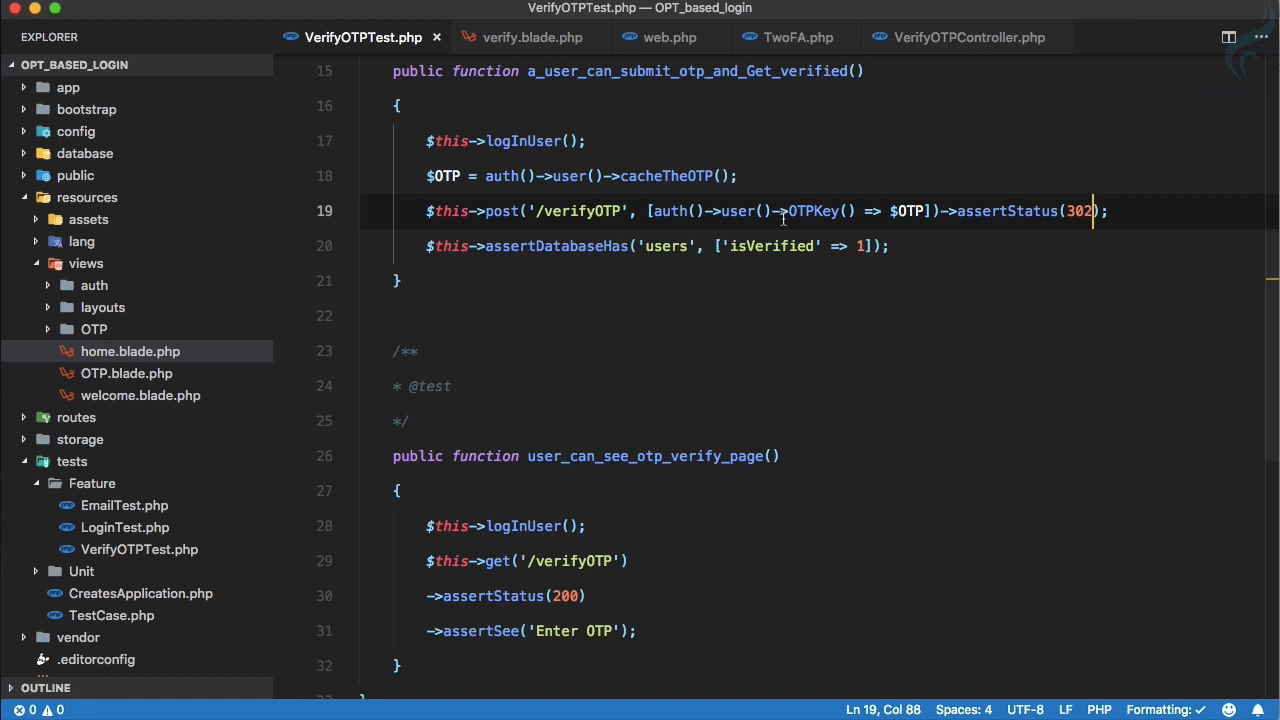 VerifyOTPTest.php — OPT_based_login
EXPLORER
VerifyOTPTest.php ×
verify.blade.php
web.php
TwoFA.php
VerifyOTPController.php
OPT_BASED_LOGIN
app
bootstrap
config
database
public
resources
assets
lang
views
auth
layouts
OTP
home.blade.php
OTP.blade.php
welcome.blade.php
routes
storage
tests
Feature
EmailTest.php
LoginTest.php
VerifyOTPTest.php
Unit
CreatesApplication.php
TestCase.php
vendor
.editorconfig
OUTLINE
15 public function a_user_can_submit_otp_and_Get_verified()
16 {
17 $this->logInUser();
18 $OTP = auth()->user()->cacheTheOTP();
19 $this->post('/verifyOTP', [auth()->user()->OTPKey() => $OTP])->assertStatus(302);
20 $this->assertDatabaseHas('users', ['isVerified' => 1]);
21 }
22
23 /**
24 * @test
25 */
26 public function user_can_see_otp_verify_page()
27 {
28 $this->logInUser();
29 $this->get('/verifyOTP')
30 ->assertStatus(200)
31 ->assertSee('Enter OTP');
32 }
0 0
Ln 19, Col 88 Spaces: 4 UTF-8 LF PHP Formatting: ✓